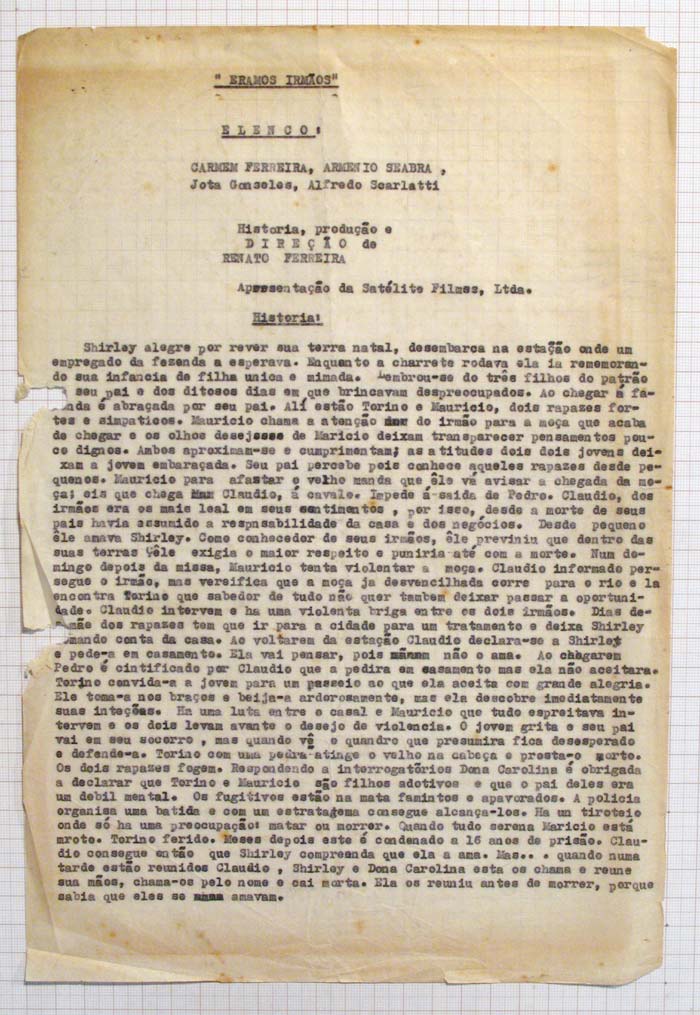 " ERAMOS IRMÃOS"
E L E N C O :
CARMEM FERREIRA, ARMENIO SEABRA ,
Jota Gonseles, Alfredo Scarlatti
Historia, produção e
D I R E Ç Ã O de
RENATO FERREIRA
Apresentação da Satélite Filmes, Ltda.
Historia:
Shirley alegre por rever sua terra natal, desembarca na estação onde um
empregado da fazenda a esperava. Enquanto a charrete rodava ela ia rememoran-
do sua infancia de filha unica e mimada. Lembrou-se do três filhos do patrão
seu pai e dos ditosos dias em que brincavam despreocupados. Ao chegar á fa-
nda é abraçada por seu pai. Alí estão Torino e Mauricio, dois rapazes for-
tes e simpaticos. Mauricio chama a atenção do irmão para a moça que acaba
de chegar e os olhos desejosos de Maricio deixam transparecer pensamentos pou-
co dignos. Ambos aproximam-se e cumprimentam; as atitudes dois dois jovens dei-
xam a jovem embaraçada. Seu pai percebe pois conhece aqueles rapazes desde pe-
quenos. Mauricio para afastar o velho manda que êle vá avisar a chegada da mo-
ça; eis que chega Claudio, á cavalo. Impede á saida de Pedro. Claudio, dos
irmãos era os mais leal em seus sentimentos , por isso, desde a morte de seus
pais havia assumido a respnsabilidade da casa e dos negócios. Desde pequeno
êle amava Shirley. Como conhecedor de seus irmãos, êle previniu que dentro das
suas terras êle exigia o maior respeito e puniria até com a morte. Num do-
mingo depois da missa, Mauricio tenta violentar a moça. Claudio informado per-
segue o irmão, mas vereifica que a moça ja desvencilhada corre para o rio e la
encontra Torino que sabedor de tudo não quer tambem deixar passar a oportuni-
dade. Claudio intervem e ha uma violenta briga entre os dois irmãos. Dias de-
mãe dos rapazes tem que ir para a cidade para um tratamento e deixa Shirley
omando conta da casa. Ao voltarem da estação Claudio declara-se a Shirley
e pede-a em casamento. Ela vai pensar, pois não o ama. Ao chegarem
Pedro é cintificado por Claudio que a pedira em casamento mas ela não aceitara.
Torino convida-a a jovem para um passeio ao que ela aceita com grande alegria.
Ele toma-a nos braços e beija-a ardorosamente, mas ela descobre imediatamente
suas inteções. Ha uma luta entre o casal e Mauricio que tudo espreitava in-
tervem e os dois levam avante o desejo de violencia. O jovem grita e seu pai
vai em seu socorro , mas quando vê o quandro que presumira fica desesperado
e defende-a. Torino com uma pedra atinge o velho na cabeça e prosta-o morto.
Os dois rapazes fogem. Respondendo a interrogatórios Dona Carolina é obrigada
a declarar que Torino e Mauricio são filhos adotivos e que o pai deles era
um debil mental. Os fugitivos estão na mata famintos e apavorados. A policia
organisa uma batida e com um estratagema consegue alcança-los. Ha un tiroteio
onde só ha uma preocupação: matar ou morrer. Quando tudo serena Maricio está
mroto. Torino ferido. Meses depois este é condenado a 16 anos de prisão. Clau-
dio consegue então que Shirley compreenda que ela a ama. Mas... quando numa
tarde estão reunidos Claudio , Shirley e Dona Carolina esta os chama e reune
sua mãos, chama-os pelo nome e cai morta. Ela os reuniu antes de morrer, porque
sabia que eles se amavam.